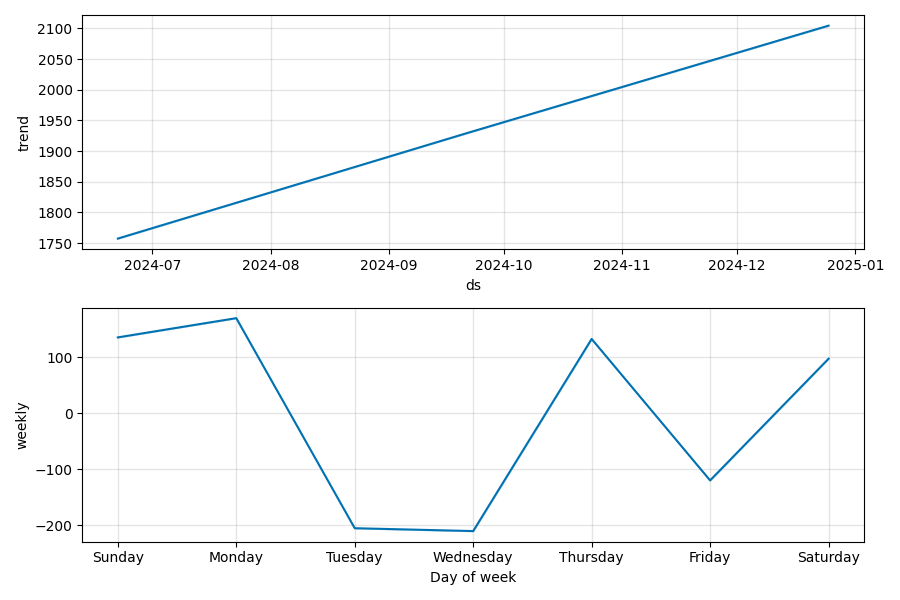 2100
2050
2000
1950
1900
1850
1800
1750
trend
2024-07 2024-08 2024-09 2024-10 2024-11 2024-12 2025-01
ds
100
0
−100
−200
weekly
Sunday Monday Tuesday Wednesday Thursday Friday Saturday
Day of week